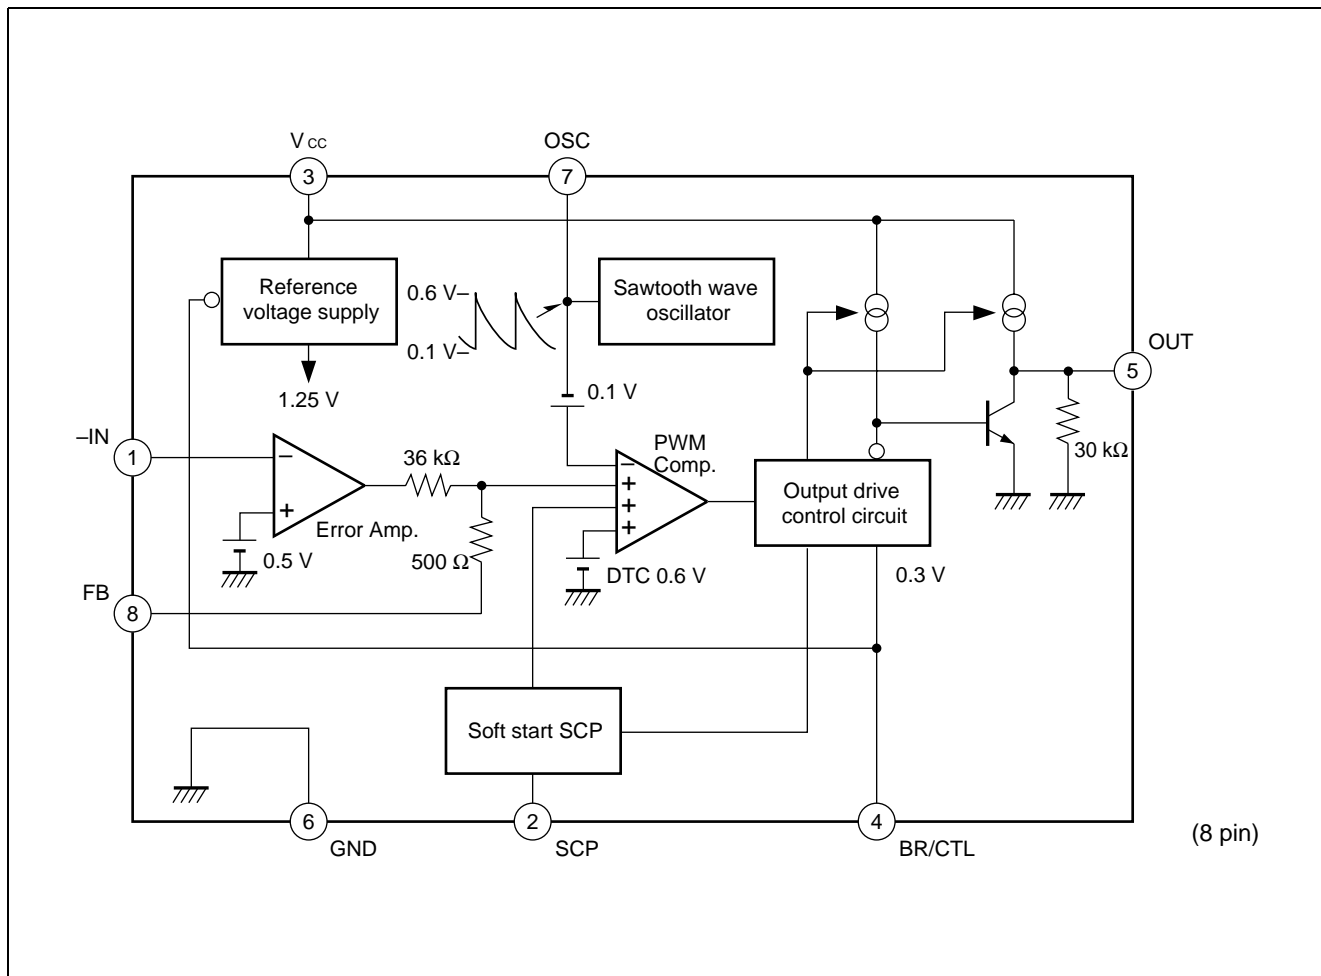 VCC
OSC
3
7
Reference
voltage supply
0.6 V–
0.1 V–
Sawtooth wave
oscillator
1.25 V
0.1 V
OUT
5
–IN
1
–
+
Error Amp.
0.5 V
36 kΩ
500 Ω
PWM
Comp.
–
+
+
+
DTC 0.6 V
Output drive
control circuit
30 kΩ
0.3 V
FB
8
Soft start SCP
6
GND
2
SCP
4
BR/CTL
(8 pin)